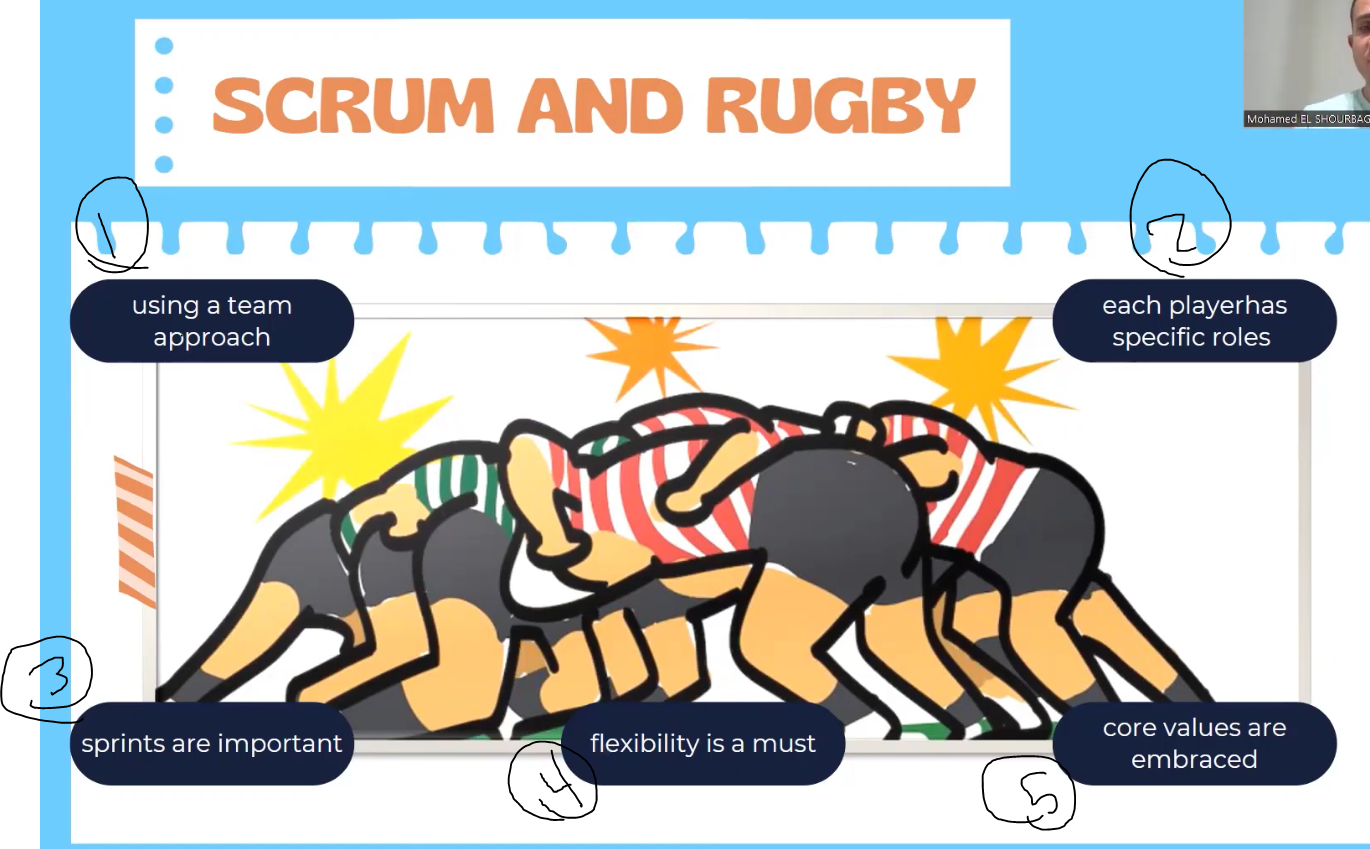 SCRUM AND RUGBY
Mohamed EL SHOURBAG
1
2
using a team
approach
each playerhas
specific roles
3
sprints are important
4
flexibility is a must
5
core values are
embraced